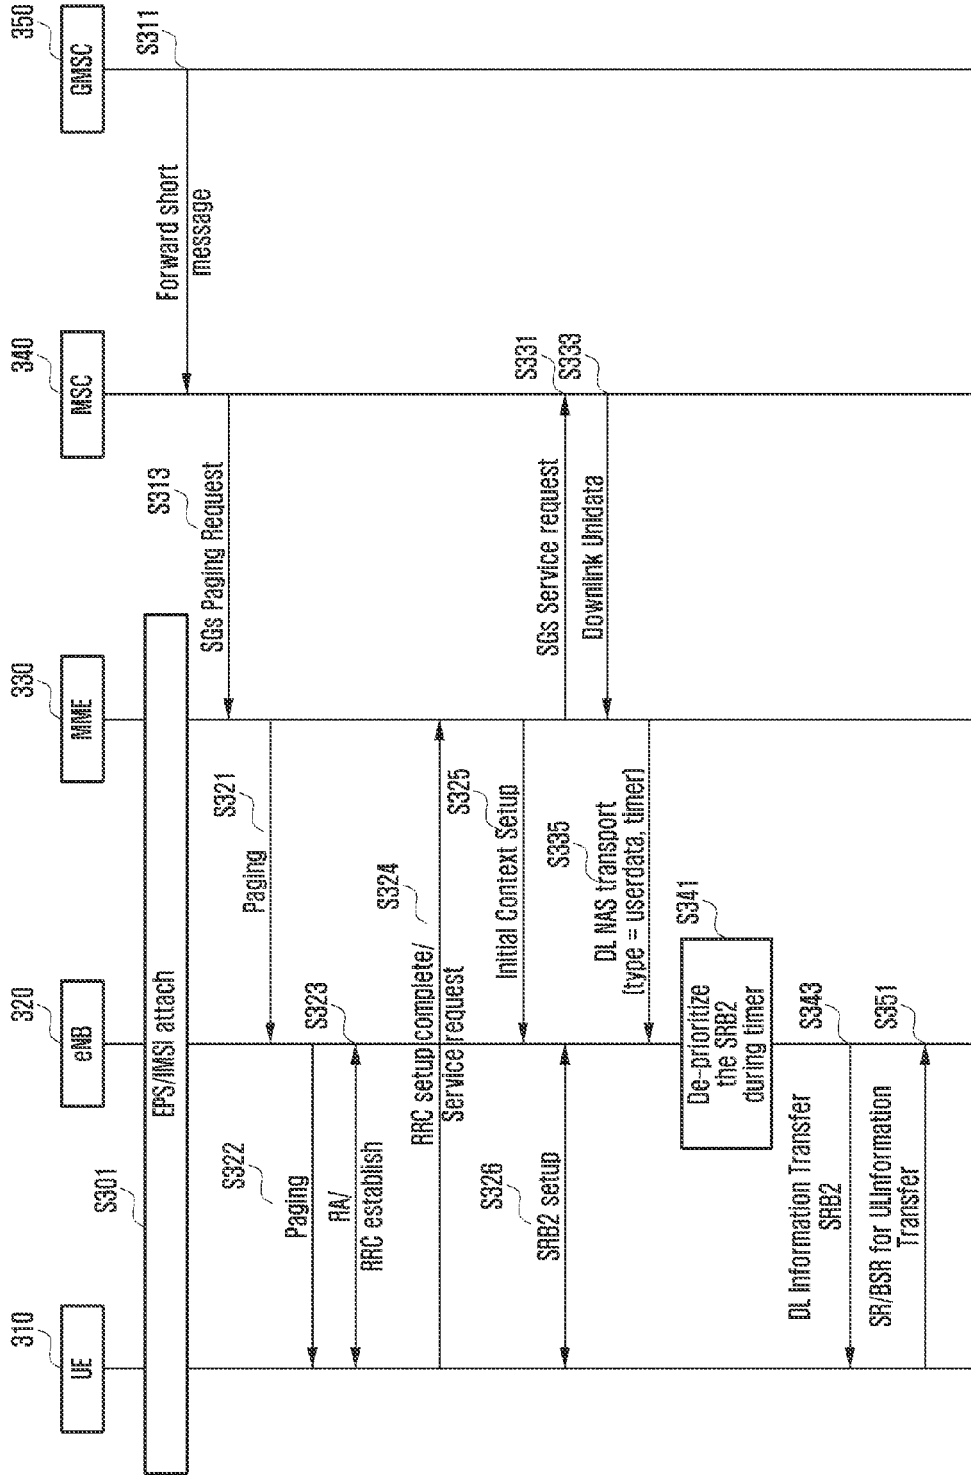 310
UE
320
eNB
330
MME
340
MSC
350
GMSC
S301
EPS/IMSI attach
S311
Forward short
message
S313
SGs Paging Request
S321
Paging
S322
Paging
S323
RA/
RRC establish
S324
RRC setup complete/
Service request
S325
Initial Context Setup
S326
SRB2 setup
S331
SGs Service request
S333
Downlink Unidata
S335
DL NAS transport
(type = userdata, timer)
S341
De-prioritize
the SRB2
during timer
S343
DL Information Transfer
SRB2
S351
SR/BSR for ULInformation
Transfer